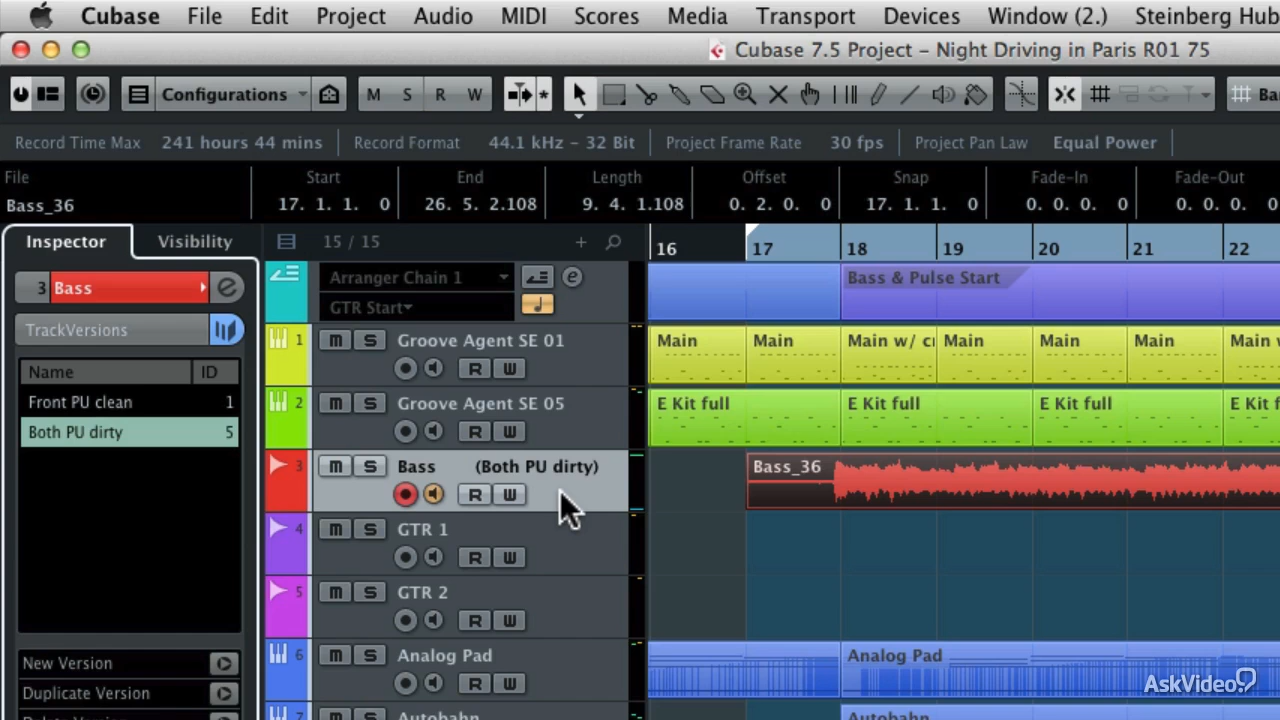 Cubase File Edit Project Audio MIDI Scores Media Transport Devices Window (2.) Steinberg Hub
Cubase 7.5 Project – Night Driving in Paris R01 75
Configurations M S R W
Record Time Max 241 hours 44 mins Record Format 44.1 kHz – 32 Bit Project Frame Rate 30 fps Project Pan Law Equal Power
File Start End Length Offset Snap Fade-In Fade-Out
Bass_36 17. 1. 1. 0 26. 5. 2.108 9. 4. 1.108 0. 2. 0. 0 17. 1. 1. 0 0. 0. 0. 0 0. 0. 0.
Inspector Visibility 15 / 15 + 16 17 18 19 20 21 22
Arranger Chain 1 e Bass & Pulse Start
3 Bass e
GTR Start
TrackVersions
1 m S Groove Agent SE 01 Main Main Main w/ Main Main Main Main
R W
Name ID
Front PU clean 1
2 m S Groove Agent SE 05 E Kit full E Kit full E Kit full E Kit
R W
Both PU dirty 5
3 m S Bass (Both PU dirty) Bass_36
R W
4 m S GTR 1
R W
5 m S GTR 2
R W
6 m S Analog Pad Analog Pad
R W
New Version
Duplicate Version
AskVideo
7 Autobahn Autobahn